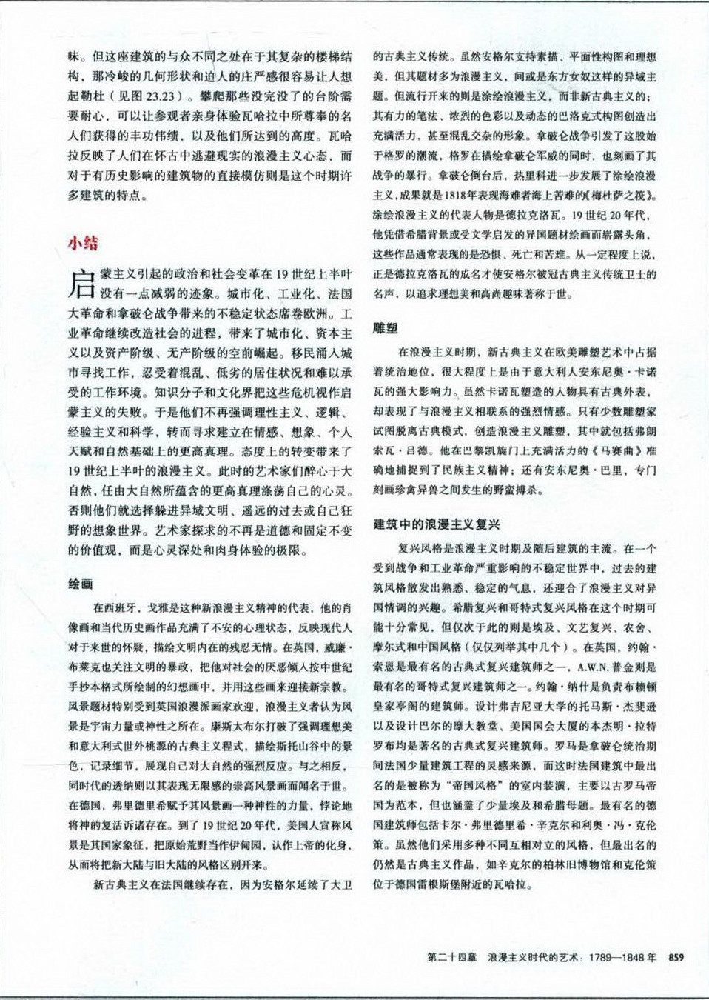 味。但这座建筑的与众不同之处在于其复杂的楼梯结
构，那冷峻的几何形状和迫人的庄严感很容易让人想
起勒杜（见图 23.23）。攀爬那些没完没了的台阶需
要耐心，可以让参观者亲身体验瓦哈拉中所尊奉的名
人们获得的丰功伟绩，以及他们所达到的高度。瓦哈
拉反映了人们在怀古中逃避现实的浪漫主义心态，而
对于有历史影响的建筑物的直接模仿则是这个时期许
多建筑的特点。
小结
启蒙主义引起的政治和社会变革在 19 世纪上半叶
没有一点减弱的迹象。城市化、工业化、法国
大革命和拿破仑战争带来的不稳定状态席卷欧洲。工
业革命继续改造社会的进程，带来了城市化、资本主
义以及资产阶级、无产阶级的空前崛起。移民涌入城
市寻找工作，忍受着混乱、低劣的居住状况和难以承
受的工作环境。知识分子和文化界把这些危机视作启
蒙主义的失败。于是他们不再强调理性主义、逻辑、
经验主义和科学，转而寻求建立在情感、想象、个人
天赋和自然基础上的更高真理。态度上的转变带来了
19 世纪上半叶的浪漫主义。此时的艺术家们醉心于大
自然，任由大自然所蕴含的更高真理涤荡自己的心灵。
否则他们就选择躲进异域文明、遥远的过去或自己狂
野的想象世界。艺术家探求的不再是道德和固定不变
的价值观，而是心灵深处和肉身体验的极限。
绘画
在西班牙，戈雅是这种新浪漫主义精神的代表，他的肖
像画和当代历史画作品充满了不安的心理状态，反映现代人
对于来世的怀疑，描绘文明内在的残忍无情。在英国，威廉·
布莱克也关注文明的暴政，把他对社会的厌恶倾人按中世纪
手抄本格式所绘制的幻想画中，并用这些画来迎接新宗教。
风景题材特别受到英国浪漫派画家欢迎，浪漫主义者认为风
景是宇宙力量或神性之所在。康斯太布尔打破了强调理想美
和意大利式世外桃源的古典主义程式，描绘斯托山谷中的景
色，记录细节，展现自己对大自然的强烈反应。与之相反，
同时代的透纳则以其表现无限感的崇高风景画而闻名于世。
在德国，弗里德里希赋予其风景画一种神性的力量，悖论地
将神的复活诉诸存在。到了 19 世纪 20 年代，美国人宣称风
景是其国家象征，把原始荒野当作伊甸园，认作上帝的化身，
从而将把新大陆与旧大陆的风格区别开来。
新古典主义在法国继续存在，因为安格尔延续了大卫
的古典主义传统。虽然安格尔支持素描、平面性构图和理想
美，但其题材多为浪漫主义，间或是东方女奴这样的异域主
题。但流行开来的则是涂绘浪漫主义，而非新古典主义的；
其有力的笔法、浓烈的色彩以及动态的巴洛克式构图创造出
充满活力，甚至混乱交杂的形象。拿破仑战争引发了这股始
于格罗的潮流，格罗在描绘拿破仑军威的同时，也刻画了其
战争的暴行。拿破仑倒台后，热里科进一步发展了涂绘浪漫
主义，成果就是1818年表现海难者海上苦难的《梅杜萨之筏》。
涂绘浪漫主义的代表人物是德拉克洛瓦。19 世纪 20 年代，
他凭借希腊背景或受文学启发的异国题材绘画而崭露头角，
这些作品通常表现的是恐惧、死亡和苦难。从一定程度上说，
正是德拉克洛瓦的成名才使安格尔被冠古典主义传统卫士的
名声，以追求理想美和高尚趣味著称于世。
雕塑
在浪漫主义时期，新古典主义在欧美雕塑艺术中占据
着统治地位，很大程度上是由于意大利人安东尼奥·卡诺
瓦的强大影响力。虽然卡诺瓦塑造的人物具有古典外表，
却表现了与浪漫主义相联系的强烈情感。只有少数雕塑家
试图脱离古典模式，创造浪漫主义雕塑，其中就包括弗朗
索瓦·吕德。他在巴黎凯旋门上充满活力的《马赛曲》准
确地捕捉到了民族主义精神；还有安东尼奥·巴里，专门
刻画珍禽异兽之间发生的野蛮搏杀。
建筑中的浪漫主义复兴
复兴风格是浪漫主义时期及随后建筑的主流。在一个
受到战争和工业革命严重影响的不稳定世界中，过去的建
筑风格散发出熟悉、稳定的气息，还迎合了浪漫主义对异
国情调的兴趣。希腊复兴和哥特式复兴风格在这个时期可
能十分常见，但仅次于此的则是埃及、文艺复兴、农舍、
摩尔式和中国风格（仅仅列举其中几个）。在英国，约翰·
索恩是最有名的古典式复兴建筑师之一，A.W.N. 普金则是
最有名的哥特式复兴建筑师之一。约翰·纳什是负责布赖顿
皇家亭阁的建筑师。设计弗吉尼亚大学的托马斯·杰斐逊
以及设计巴尔的摩大教堂、美国国会大厦的本杰明·拉特
罗布均是著名的古典式复兴建筑师。罗马是拿破仑统治期
间法国少量建筑工程的灵感来源，而这时法国建筑中最出
名的是被称为“帝国风格”的室内装潢，主要以古罗马帝
国为范本，但也涵盖了少量埃及和希腊母题。最有名的德
国建筑师包括卡尔·弗里德里希·辛克尔和利奥·冯·克伦
策。虽然他们采用多种不同互相对立的风格，但最出名的
仍然是古典主义作品，如辛克尔的柏林旧博物馆和克伦策
位于德国雷根斯堡附近的瓦哈拉。
第二十四章 浪漫主义时代的艺术：1789—1848 年 859